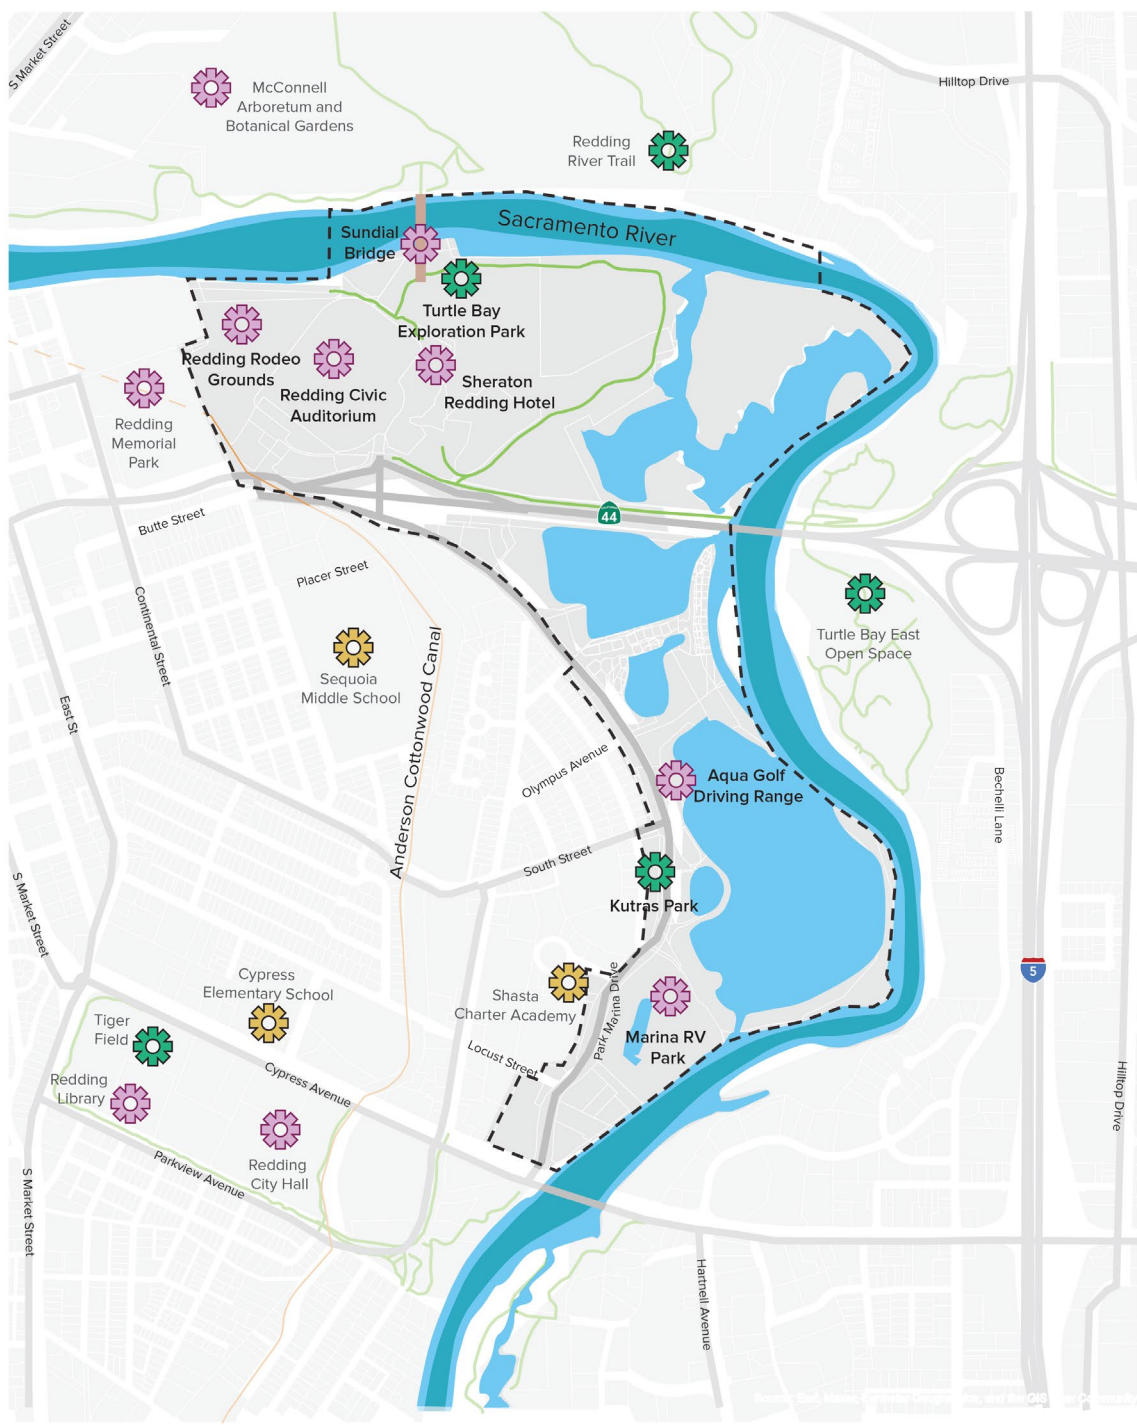 S Market Street
McConnell
Arboretum and
Botanical Gardens
Hilltop Drive
Redding
River Trail
Sacramento River
Sundial
Bridge
Turtle Bay
Exploration Park
Redding Rodeo
Grounds
Redding Civic
Auditorium
Sheraton
Redding Hotel
Redding
Memorial
Park
Butte Street
CALIFORNIA
44
Placer Street
Continental Street
Sequoia
Middle School
Turtle Bay East
Open Space
East St
Anderson Cottonwood Canal
Olympus Avenue
Aqua Golf
Driving Range
Bechelli Lane
South Street
Kutras Park
S Market Street
Cypress
Elementary School
Shasta
Charter Academy
Park Marina Drive
5
Tiger
Field
Marina RV
Park
Locust Street
Redding
Library
Cypress Avenue
Hilltop Drive
Redding
City Hall
Parkview Avenue
S Market Street
Hartnell Avenue